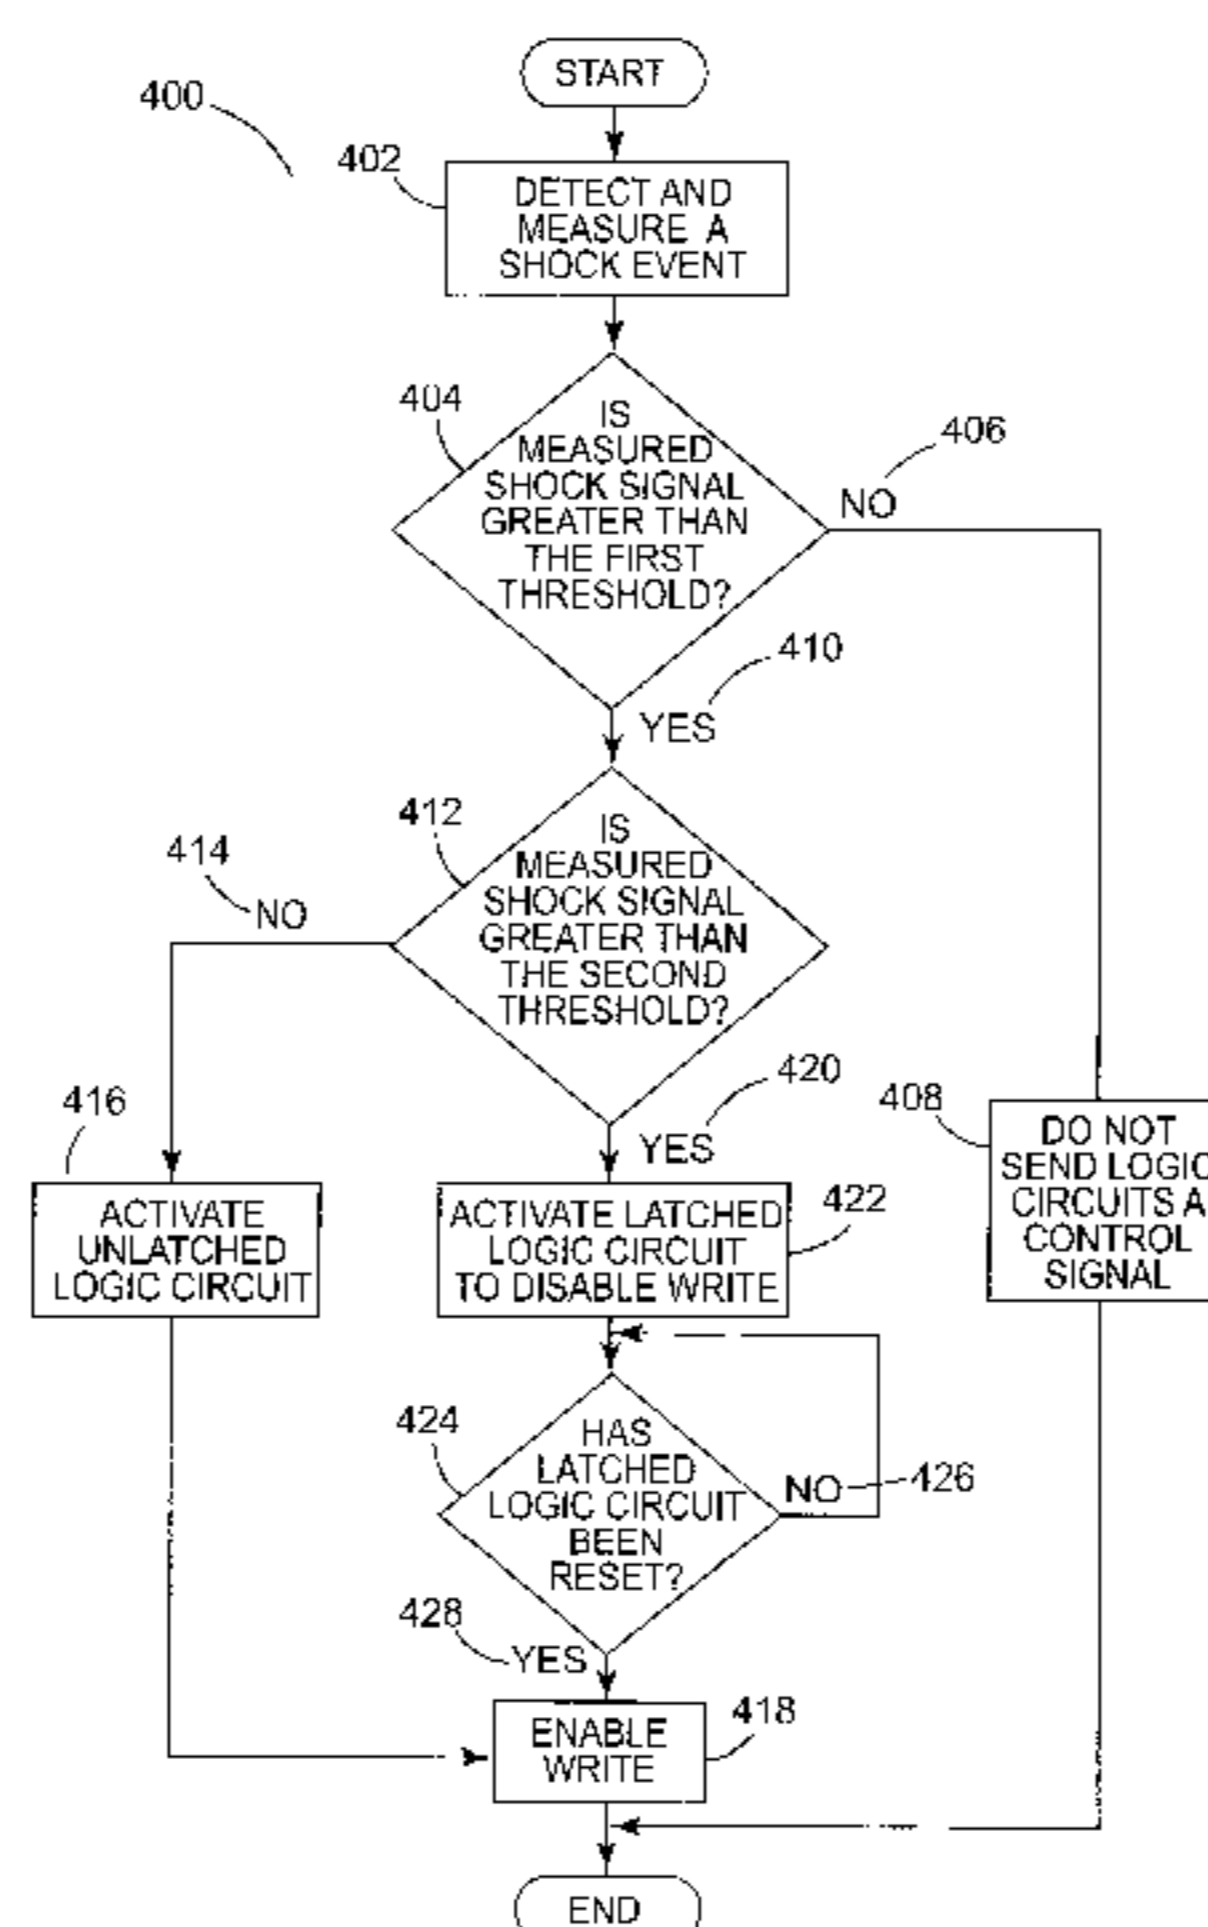 START
400
402
DETECT AND
MEASURE A
SHOCK EVENT
404
IS
MEASURED
SHOCK SIGNAL
GREATER THAN
THE FIRST
THRESHOLD?
406
NO
410
YES
412
IS
MEASURED
SHOCK SIGNAL
GREATER THAN
THE SECOND
THRESHOLD?
414
NO
420
YES
416
ACTIVATE
UNLATCHED
LOGIC CIRCUIT
ACTIVATE LATCHED
LOGIC CIRCUIT
TO DISABLE WRITE
422
408
DO NOT
SEND LOGIC
CIRCUITS A
CONTROL
SIGNAL
424
HAS
LATCHED
LOGIC CIRCUIT
BEEN
RESET?
NO
426
428
YES
418
ENABLE
WRITE
END